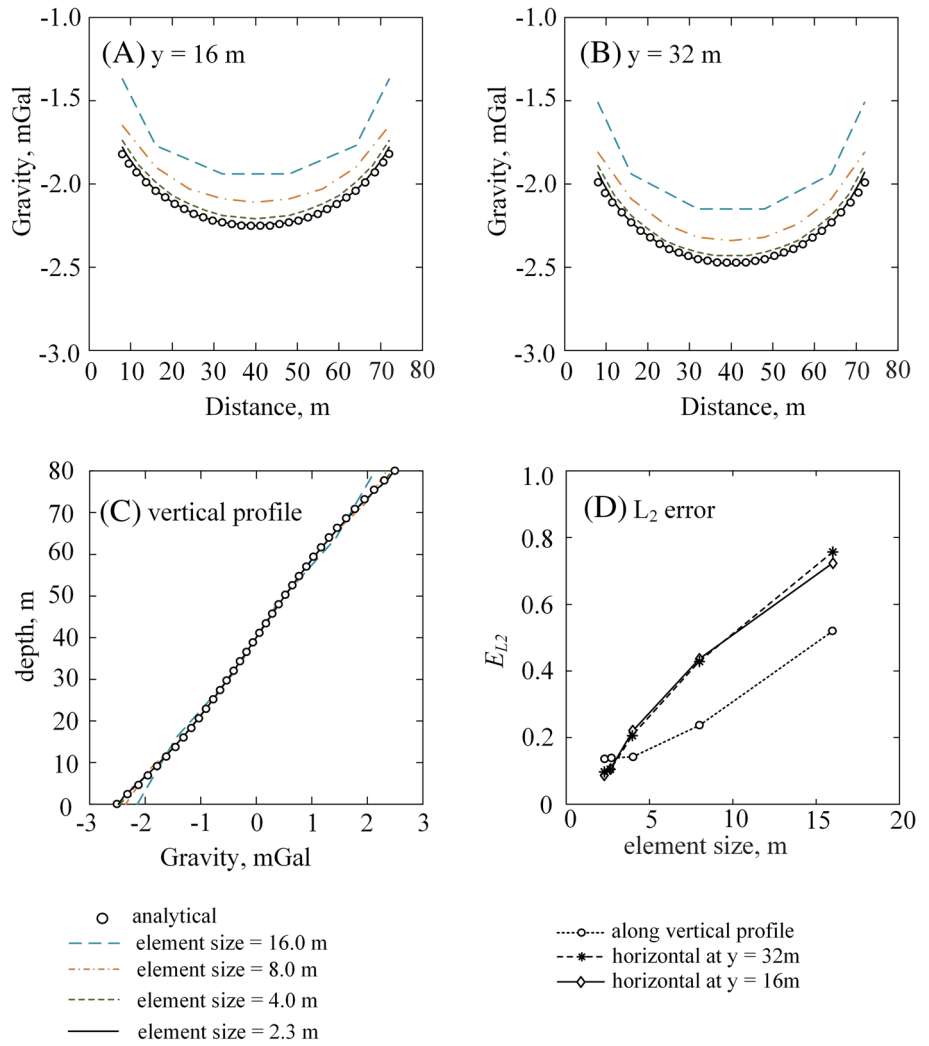 (A) y = 16 m
Gravity, mGal
-1.0
-1.5
-2.0
-2.5
-3.0
0 10 20 30 40 50 60 70 80
Distance, m
(B) y = 32 m
Gravity, mGal
-1.0
-1.5
-2.0
-2.5
-3.0
0 10 20 30 40 50 60 70 80
Distance, m
(C) vertical profile
depth, m
80
70
60
50
40
30
20
10
0
-3 -2 -1 0 1 2 3
Gravity, mGal
(D) L2 error
EL2
1.0
0.8
0.6
0.4
0.2
0
0 5 10 15 20
element size, m
analytical
element size = 16.0 m
element size = 8.0 m
element size = 4.0 m
element size = 2.3 m
along vertical profile
horizontal at y = 32m
horizontal at y = 16m